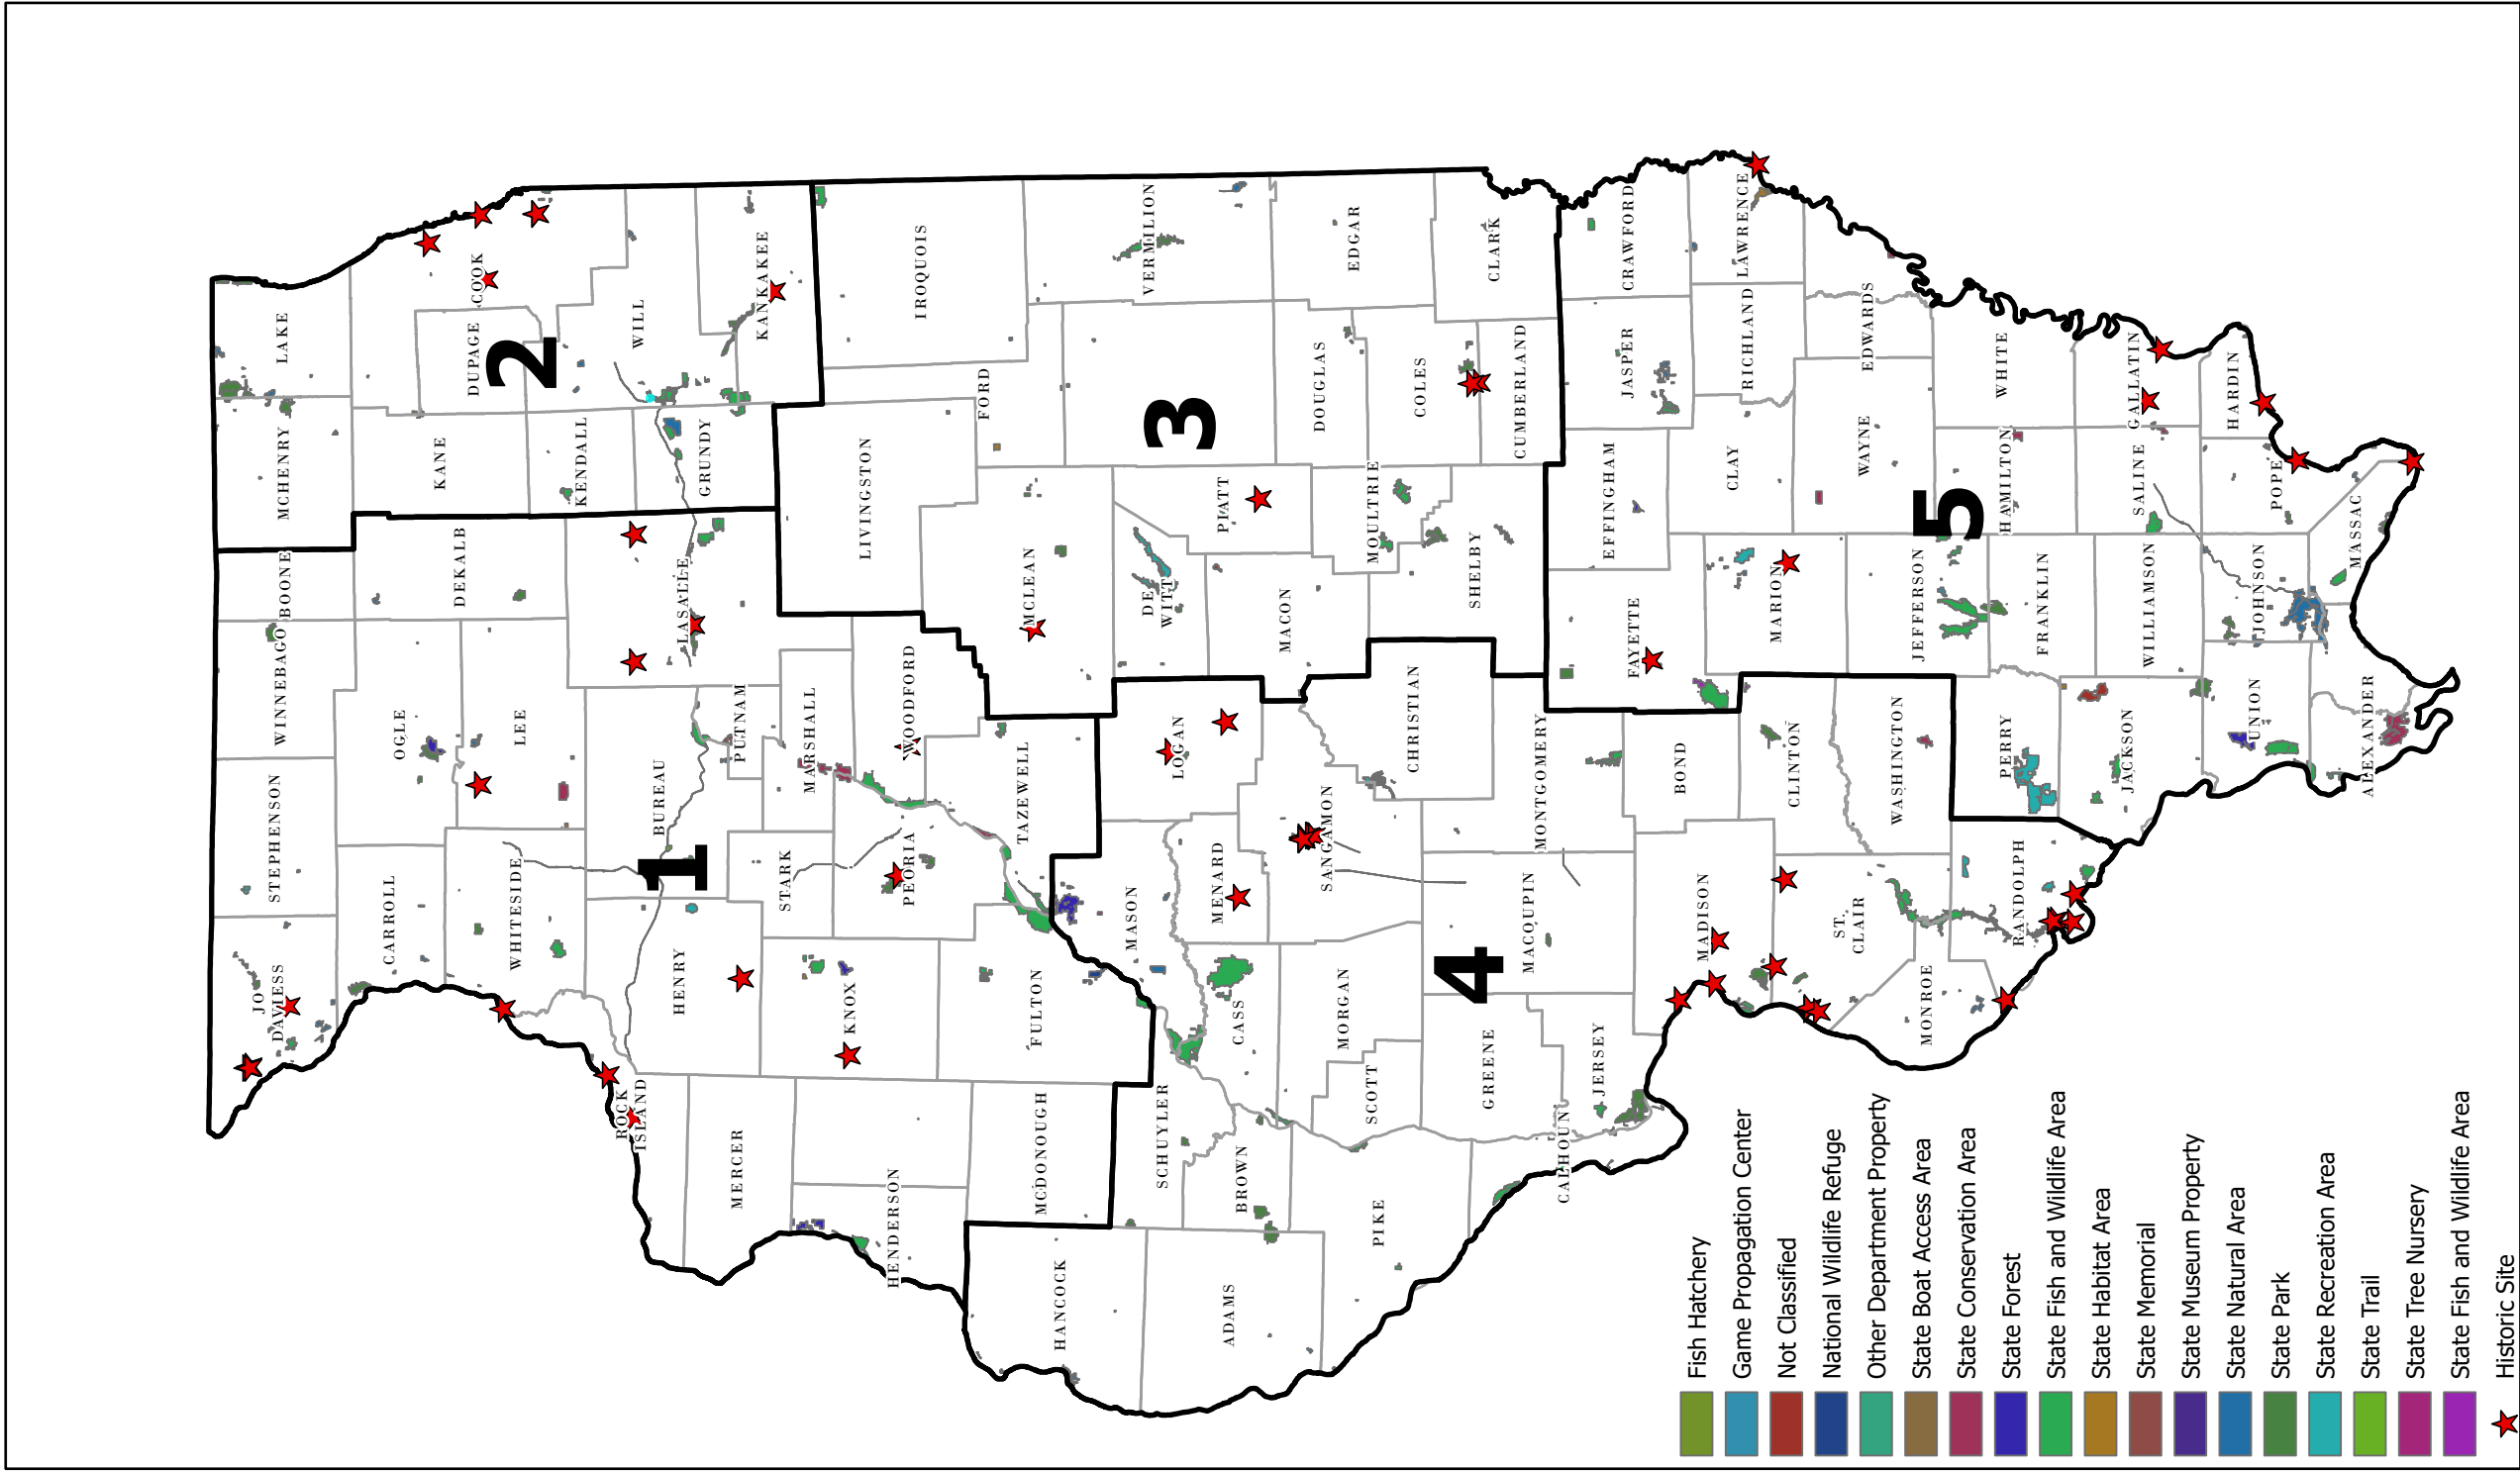 JO
DAVIESS
STEPHENSON
WINNEBAGO
BOONE
MCHENRY
LAKE
CARROLL
OGLE
DEKALB
KANE
COOK
DUPAGE
2
WHITESIDE
LEE
KENDALL
WILL
ROCK
ISLAND
HENRY
BUREAU
1
PUTNAM
LASALLE
GRUNDY
KANKAKEE
MERCER
STARK
MARSHALL
KNOX
PEORIA
WOODFORD
LIVINGSTON
IROQUOIS
HENDERSON
MCDONOUGH
FULTON
TAZEWELL
MCLEAN
FORD
HANCOCK
SCHUYLER
MASON
LOGAN
DE
WITT
PIATT
3
VERMILION
ADAMS
BROWN
CASS
MENARD
SANGAMON
MACON
DOUGLAS
EDGAR
PIKE
SCOTT
MORGAN
CHRISTIAN
MOULTRIE
COLES
SHELBY
CUMBERLAND
CLARK
4
GREENE
MACOUPIN
MONTGOMERY
CALHOUN
JERSEY
FAYETTE
EFFINGHAM
JASPER
CRAWFORD
MADISON
BOND
CLAY
RICHLAND
LAWRENCE
CLINTON
MARION
WAYNE
EDWARDS
ST.
CLAIR
WASHINGTON
JEFFERSON
5
MONROE
RANDOLPH
PERRY
HAMILTON
WHITE
FRANKLIN
JACKSON
WILLIAMSON
SALINE
GALLATIN
UNION
JOHNSON
POPE
HARDIN
ALEXANDER
MASSAC
Fish Hatchery
Game Propagation Center
Not Classified
National Wildlife Refuge
Other Department Property
State Boat Access Area
State Conservation Area
State Forest
State Fish and Wildlife Area
State Habitat Area
State Memorial
State Museum Property
State Natural Area
State Park
State Recreation Area
State Trail
State Tree Nursery
State Fish and Wildlife Area
Historic Site